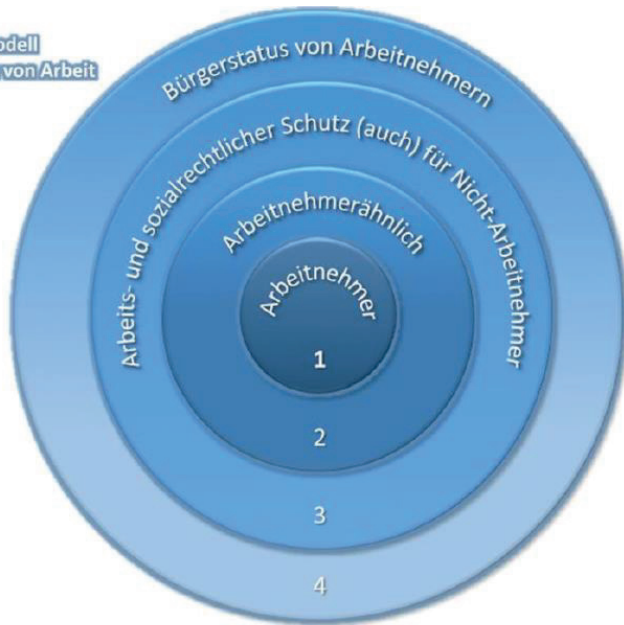 von Arbeit
Bürgerstatus von Arbeitnehmern
Arbeits- und sozialrechtlicher Schutz (auch) für Nicht-Arbeitnehmer
Arbeitnehmerähnlich
Arbeitnehmer
1
2
3
4